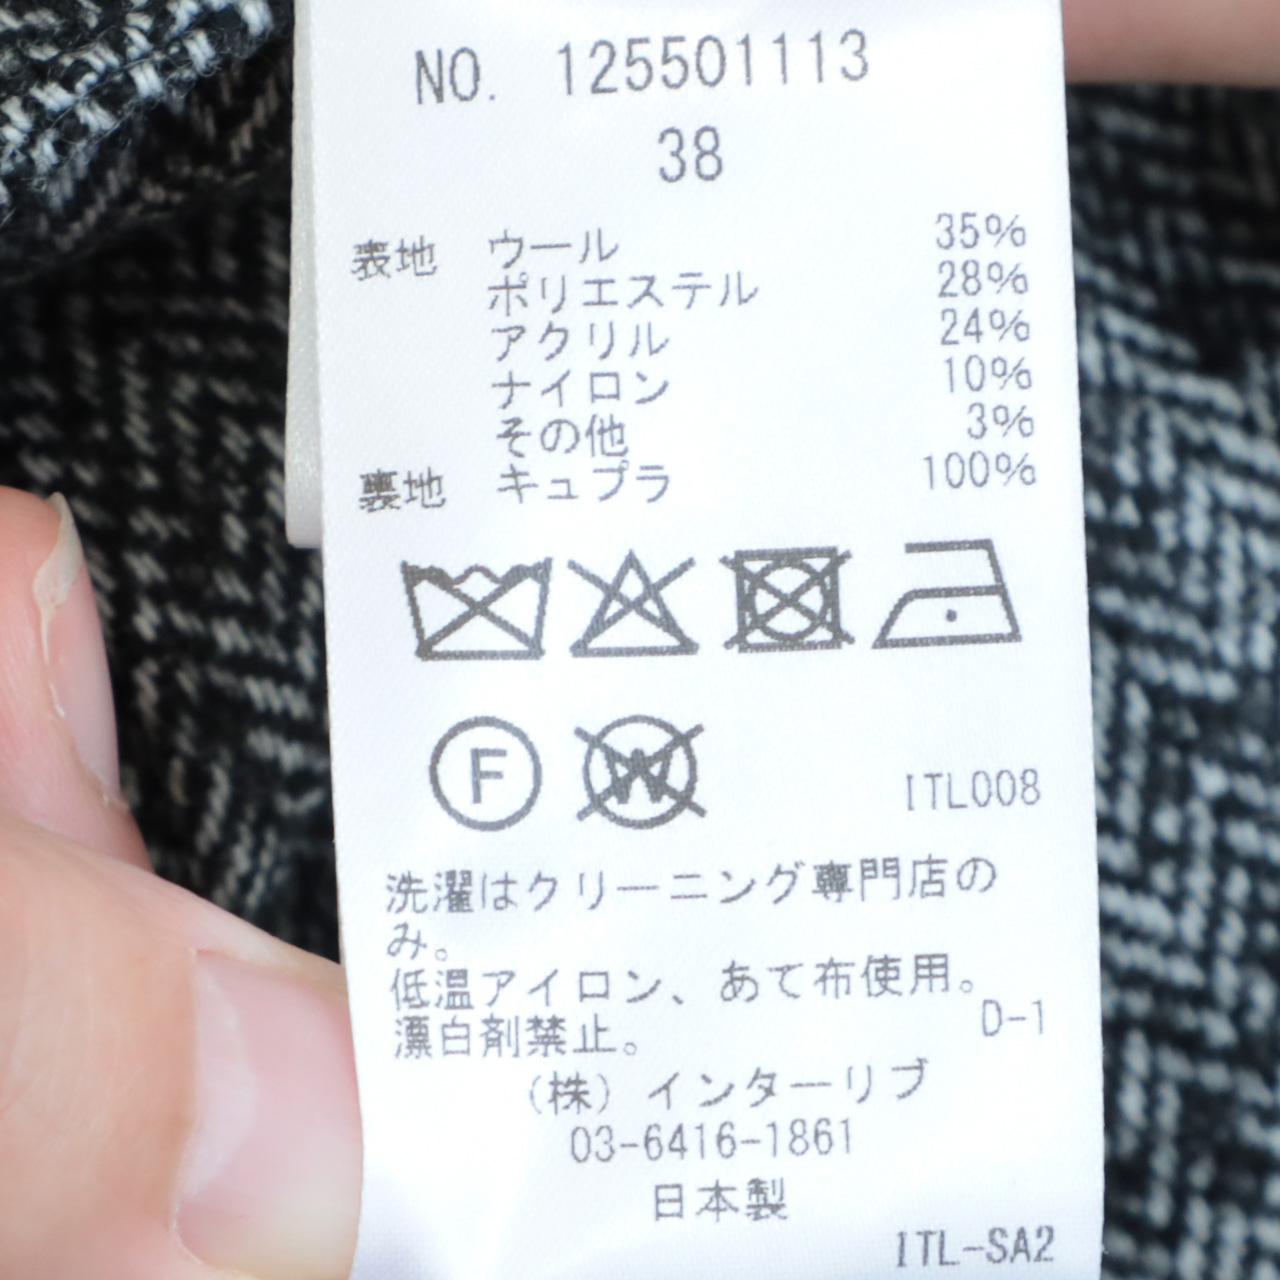 NO. 125501113
38
表地 ウール 35%
ポリエステル 28%
アクリル 24%
ナイロン 10%
その他 3%
裏地 キュプラ 100%
F W
ITL008
洗濯はクリーニング専門店の
み。
低温アイロン、あて布使用。
漂白剤禁止。 D-1
(株) インターリブ
03-6416-1861
日本製
ITL-SA2